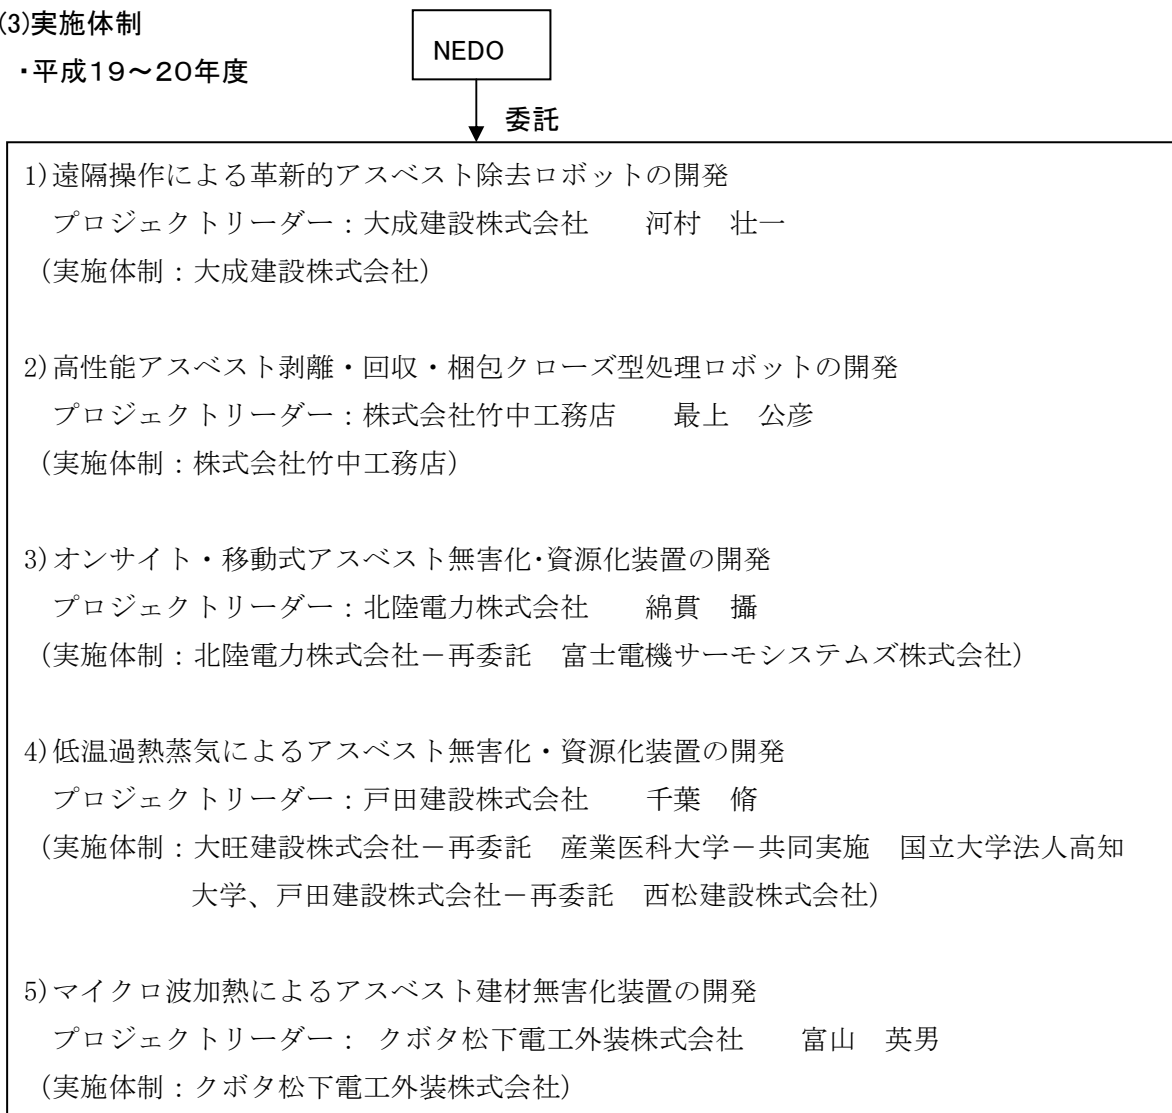 (3)実施体制
・平成19～20年度
NEDO
委託
1)遠隔操作による革新的アスベスト除去ロボットの開発
プロジェクトリーダー：大成建設株式会社　　河村　壮一
(実施体制：大成建設株式会社)
2)高性能アスベスト剥離・回収・梱包クローズ型処理ロボットの開発
プロジェクトリーダー：株式会社竹中工務店　　最上　公彦
(実施体制：株式会社竹中工務店)
3)オンサイト・移動式アスベスト無害化･資源化装置の開発
プロジェクトリーダー：北陸電力株式会社　　綿貫　攝
(実施体制：北陸電力株式会社－再委託　富士電機サーモシステムズ株式会社)
4)低温過熱蒸気によるアスベスト無害化・資源化装置の開発
プロジェクトリーダー：戸田建設株式会社　　千葉　脩
(実施体制：大旺建設株式会社－再委託　産業医科大学－共同実施　国立大学法人高知
大学、戸田建設株式会社－再委託　西松建設株式会社)
5)マイクロ波加熱によるアスベスト建材無害化装置の開発
プロジェクトリーダー： クボタ松下電工外装株式会社　　富山　英男
(実施体制：クボタ松下電工外装株式会社)